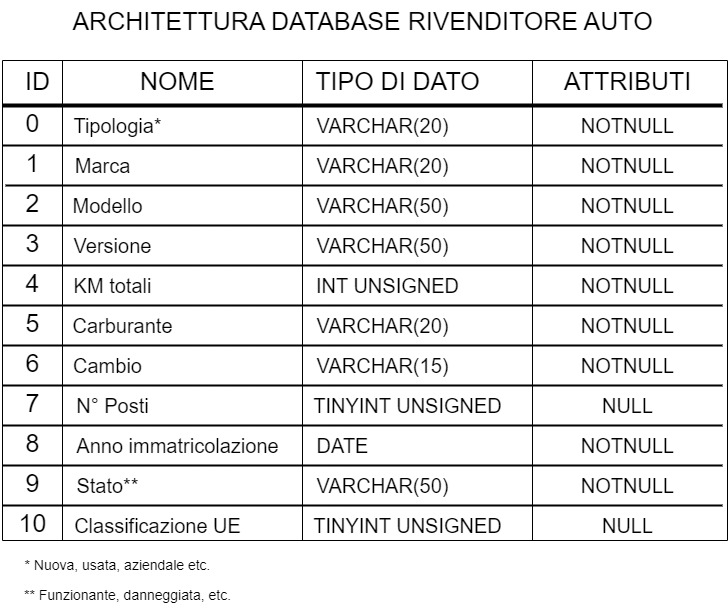 ARCHITETTURA DATABASE RIVENDITORE AUTO
ID NOME TIPO DI DATO ATTRIBUTI
0 Tipologia* VARCHAR(20) NOTNULL
1 Marca VARCHAR(20) NOTNULL
2 Modello VARCHAR(50) NOTNULL
3 Versione VARCHAR(50) NOTNULL
4 KM totali INT UNSIGNED NOTNULL
5 Carburante VARCHAR(20) NOTNULL
6 Cambio VARCHAR(15) NOTNULL
7 N° Posti TINYINT UNSIGNED NULL
8 Anno immatricolazione DATE NOTNULL
9 Stato** VARCHAR(50) NOTNULL
10 Classificazione UE TINYINT UNSIGNED NULL
* Nuova, usata, aziendale etc.
** Funzionante, danneggiata, etc.